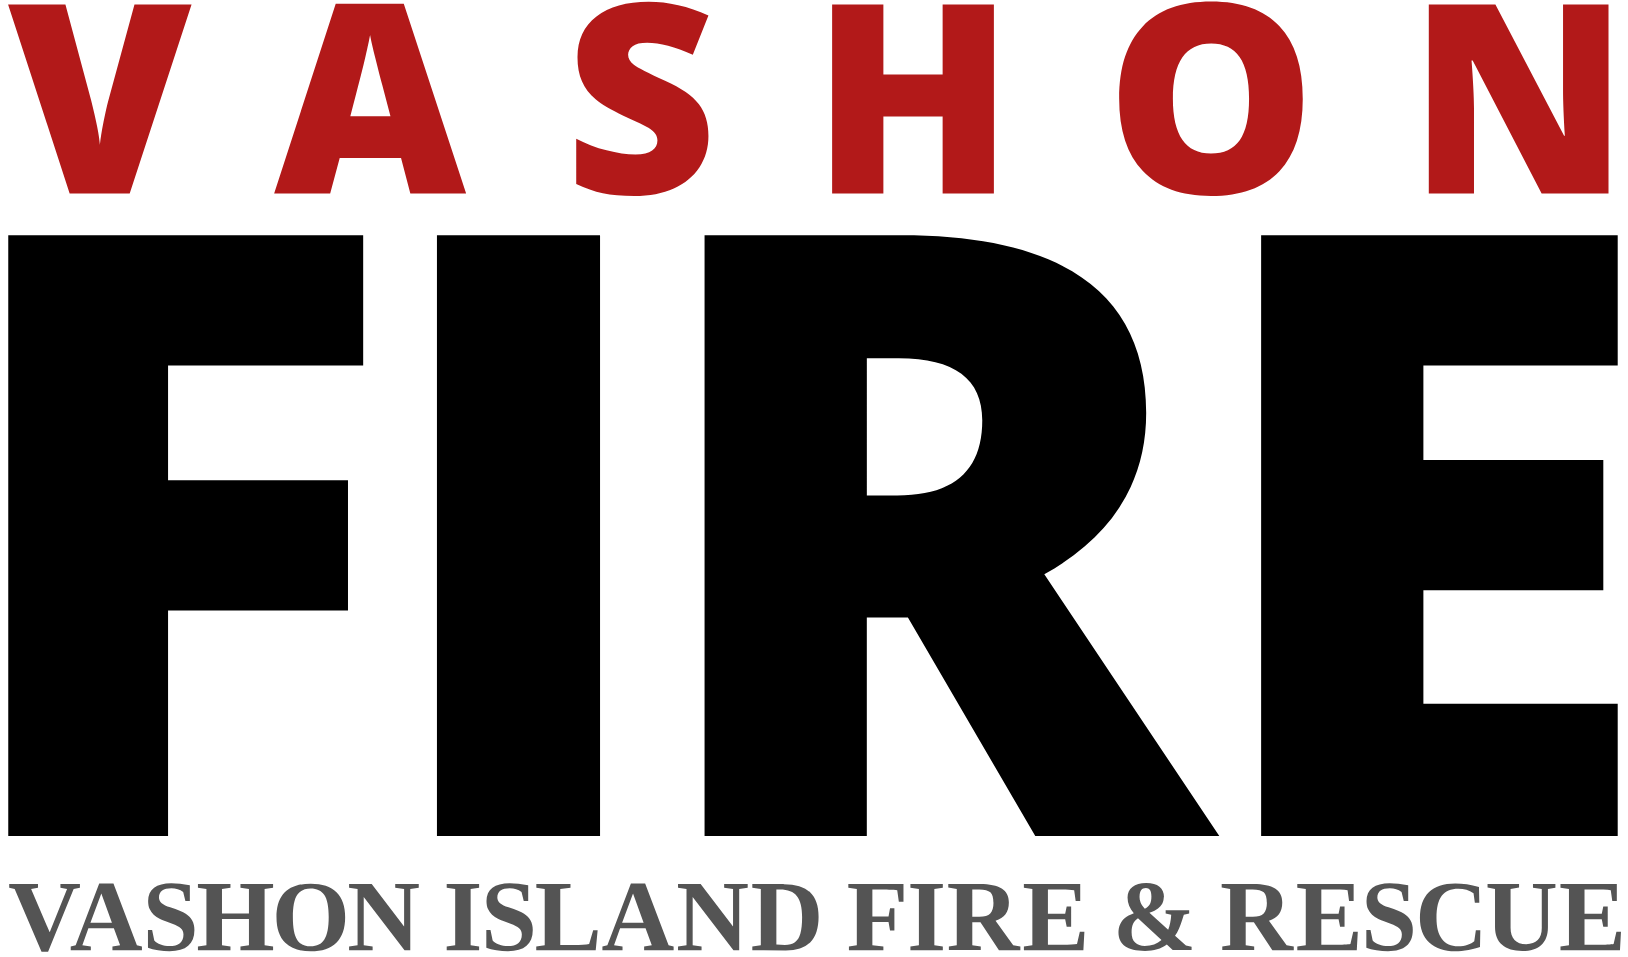 VASHON
FIRE
VASHON ISLAND FIRE & RESCUE